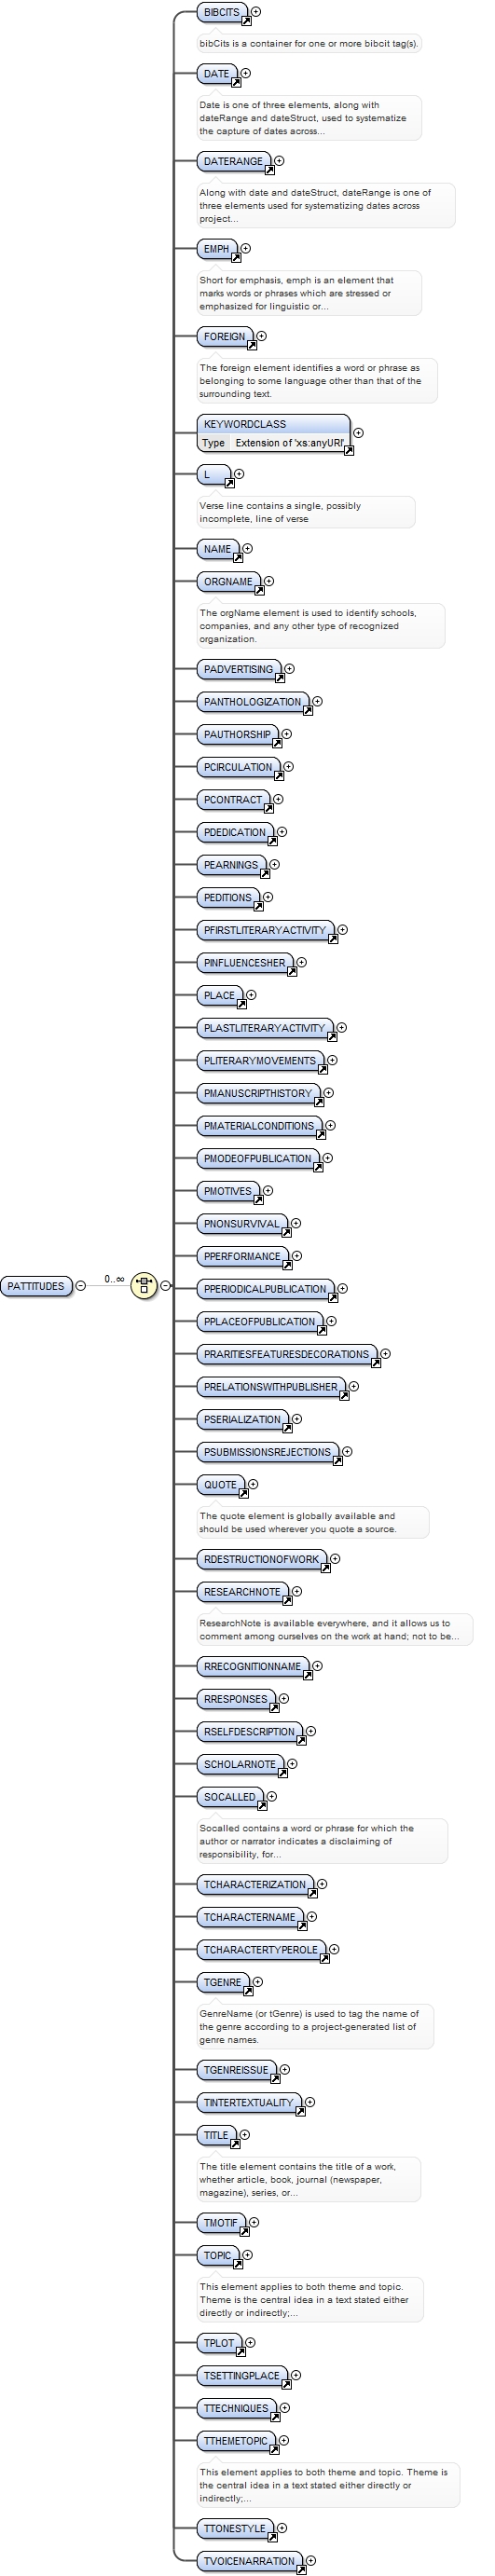 BIBCITS
bibCits is a container for one or more bibcit tag(s).
DATE
Date is one of three elements, along with
dateRange and dateStruct, used to systematize
the capture of dates across...
DATERANGE
Along with date and dateStruct, dateRange is one of
three elements used for systematizing dates across
project...
EMPH
Short for emphasis, emph is an element that
marks words or phrases which are stressed or
emphasized for linguistic or...
FOREIGN
The foreign element identifies a word or phrase as
belonging to some language other than that of the
surrounding text.
KEYWORDCLASS
Type Extension of 'xs:anyURI'
L
Verse line contains a single, possibly
incomplete, line of verse
NAME
ORGNAME
The orgName element is used to identify schools,
companies, and any other type of recognized
organization.
PADVERTISING
PANTHOLOGIZATION
PAUTHORSHIP
PCIRCULATION
PCONTRACT
PDEDICATION
PEARNINGS
PEDITIONS
PFIRSTLITERARYACTIVITY
PINFLUENCESHER
PLACE
PLASTLITERARYACTIVITY
PLITERARYMOVEMENTS
PMANUSCRIPTHISTORY
PMATERIALCONDITIONS
PMODEOFPUBLICATION
PMOTIVES
PNONSURVIVAL
PPERFORMANCE
PATTITUDES 0..∞
PPERIODICALPUBLICATION
PPLACEOFPUBLICATION
PRARITIESFEATURESDECORATIONS
PRELATIONSWITHPUBLISHER
PSERIALIZATION
PSUBMISSIONSREJECTIONS
QUOTE
The quote element is globally available and
should be used wherever you quote a source.
RDESTRUCTIONOFWORK
RESEARCHNOTE
ResearchNote is available everywhere, and it allows us to
comment among ourselves on the work at hand; not to be...
RRECOGNITIONNAME
RRESPONSES
RSELFDESCRIPTION
SCHOLARNOTE
SOCALLED
Socalled contains a word or phrase for which the
author or narrator indicates a disclaiming of
responsibility, for...
TCHARACTERIZATION
TCHARACTERNAME
TCHARACTERTYPEROLE
TGENRE
GenreName (or tGenre) is used to tag the name of
the genre according to a project-generated list of
genre names.
TGENREISSUE
TINTERTEXTUALITY
TITLE
The title element contains the title of a work,
whether article, book, journal (newspaper,
magazine), series, or...
TMOTIF
TOPIC
This element applies to both theme and topic.
Theme is the central idea in a text stated either
directly or indirectly;...
TPLOT
TSETTINGPLACE
TTECHNIQUES
TTHEMETOPIC
This element applies to both theme and topic. Theme is
the central idea in a text stated either directly or
indirectly;...
TTONESTYLE
TVOICENARRATION